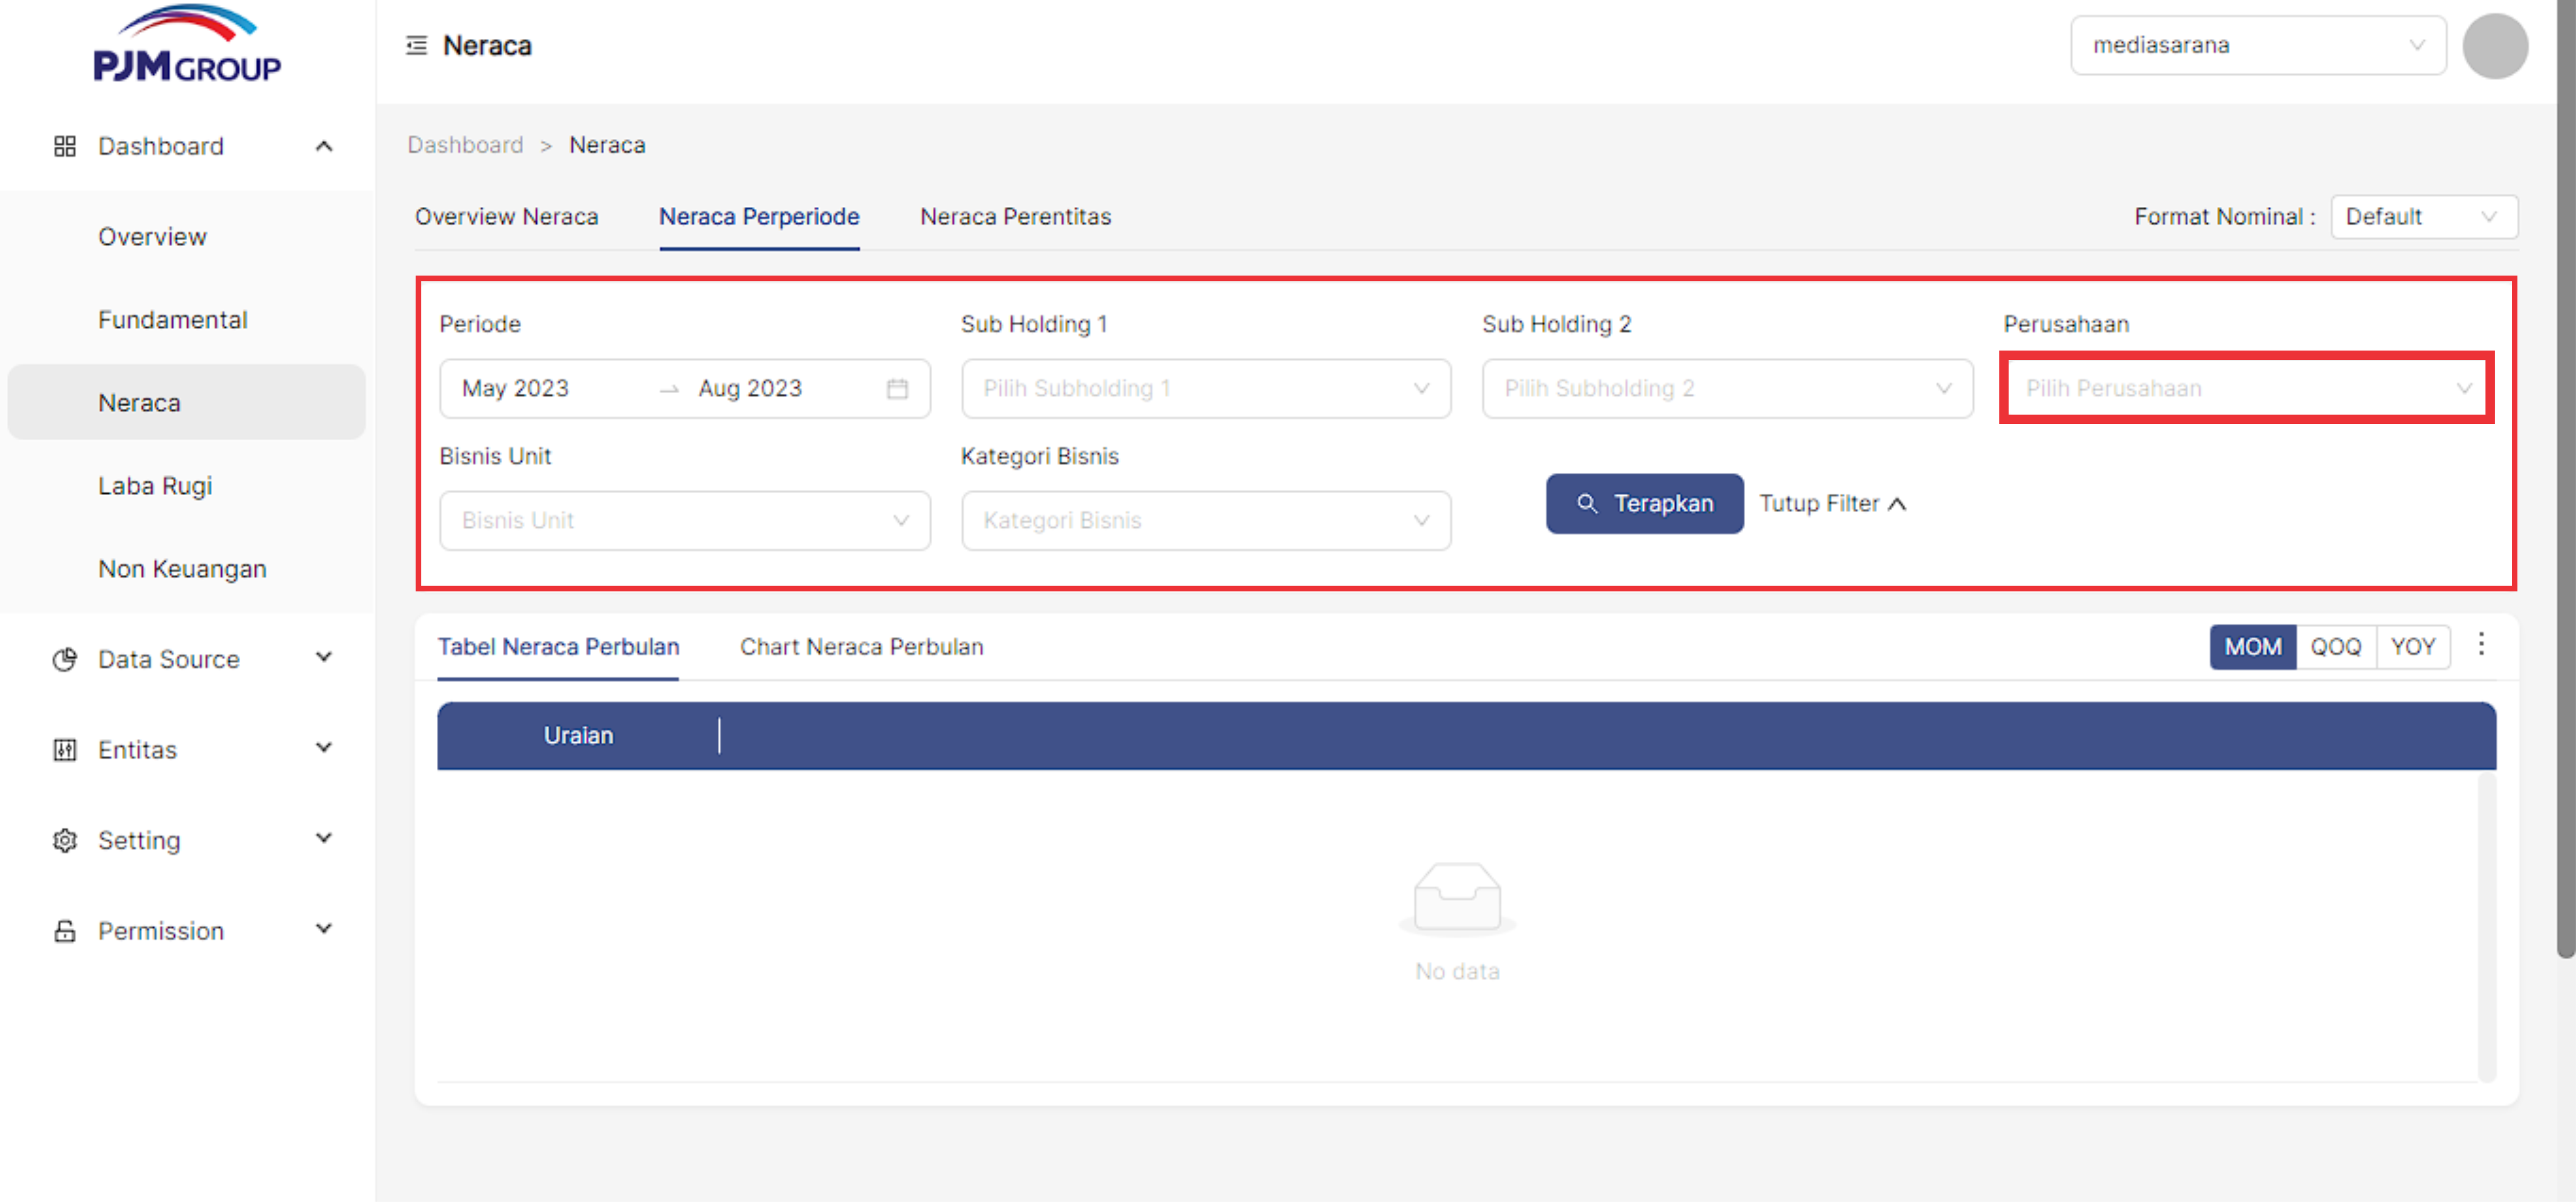 PJM GROUP
Neraca
mediasarana
Dashboard
Overview
Fundamental
Neraca
Laba Rugi
Non Keuangan
Data Source
Entitas
Setting
Permission
Dashboard > Neraca
Overview Neraca
Neraca Perperiode
Neraca Perentitas
Format Nominal :
Default
Periode
Sub Holding 1
Sub Holding 2
Perusahaan
May 2023 → Aug 2023
Pilih Subholding 1
Pilih Subholding 2
Pilih Perusahaan
Bisnis Unit
Kategori Bisnis
Bisnis Unit
Kategori Bisnis
Terapkan
Tutup Filter
Tabel Neraca Perbulan
Chart Neraca Perbulan
MOM
QOQ
YOY
Uraian
No data